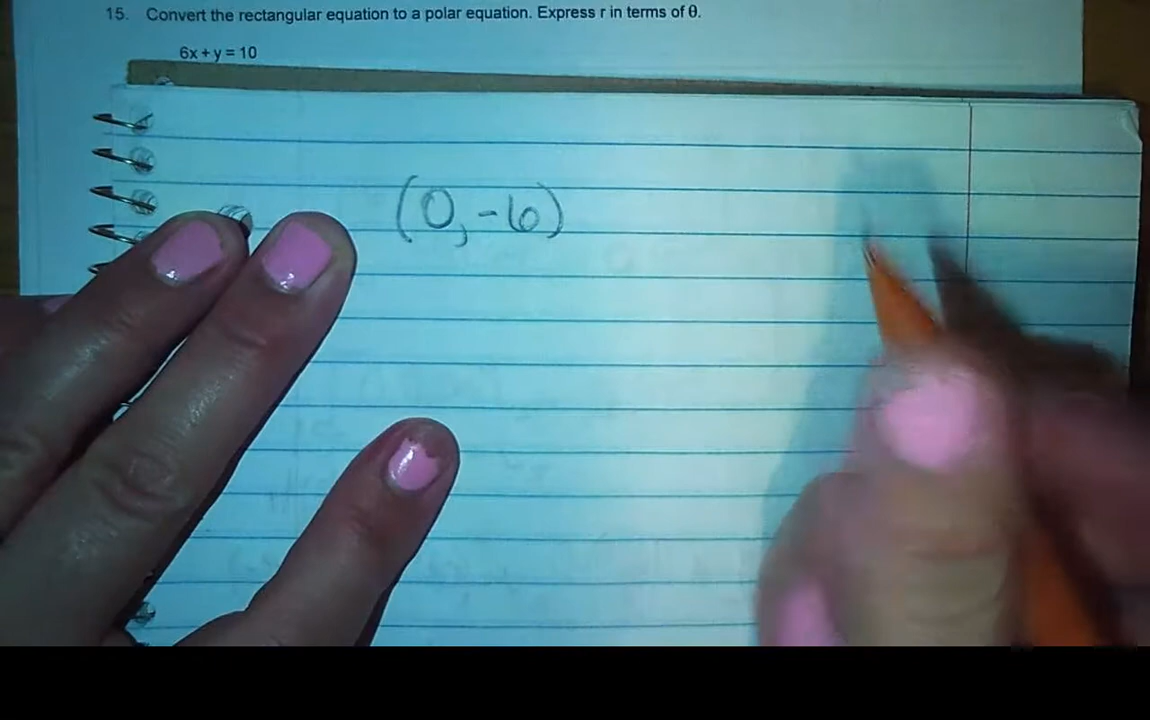 15. Convert the rectangular equation to a polar equation. Express r in terms of θ.
6x + y = 10
(0, -6)